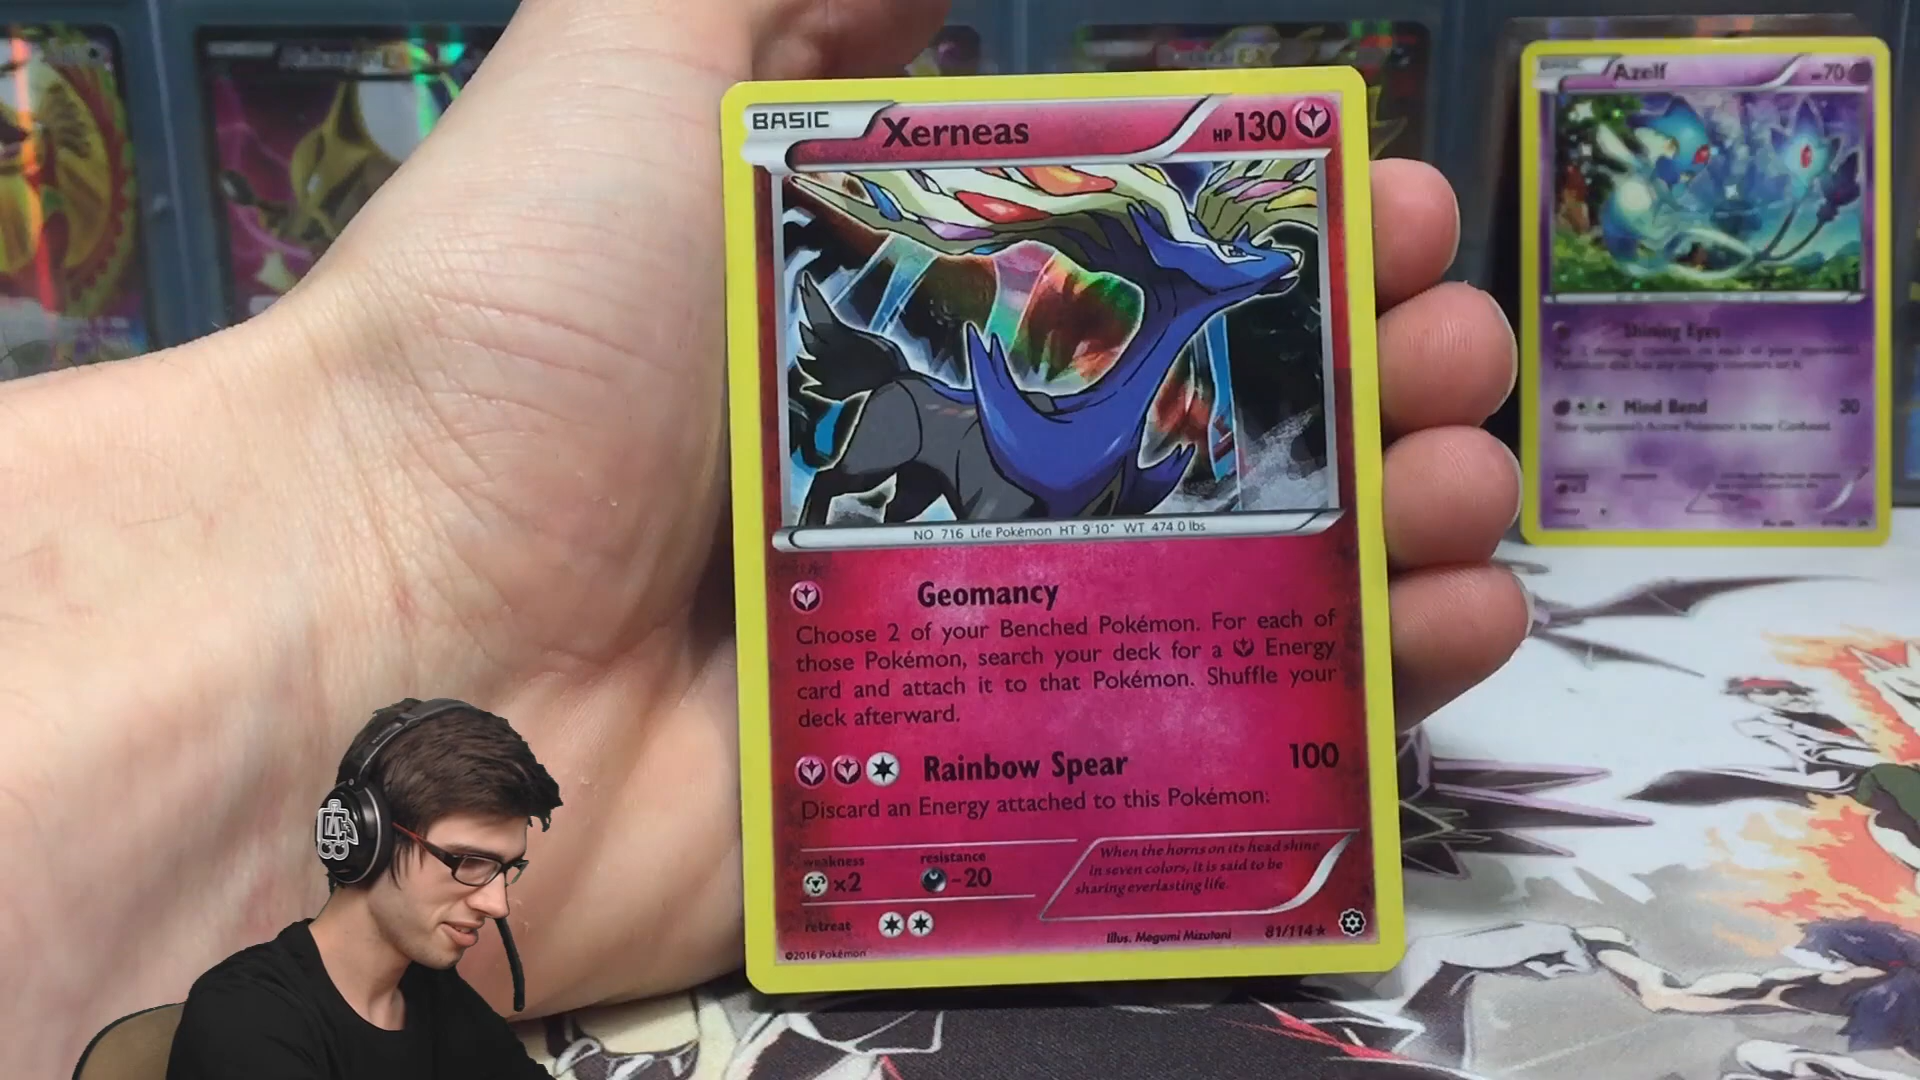 BASIC Xerneas HP130
NO 716 Life Pokémon HT 9'10" WT 474 0 lbs
Geomancy
Choose 2 of your Benched Pokémon. For each of
those Pokémon, search your deck for a Energy
card and attach it to that Pokémon. Shuffle your
deck afterward.
Rainbow Spear 100
Discard an Energy attached to this Pokémon.
weakness resistance
×2 -20
retreat
When the horns on its head shine
in seven colors, it is said to be
sharing everlasting life.
Illus. Megumi Mizutani 81/114
©2016 Pokémon
BASIC Azelf HP70
Shining Eyes
Mind Bend 30
Your opponent's Active Pokémon is now Confused.